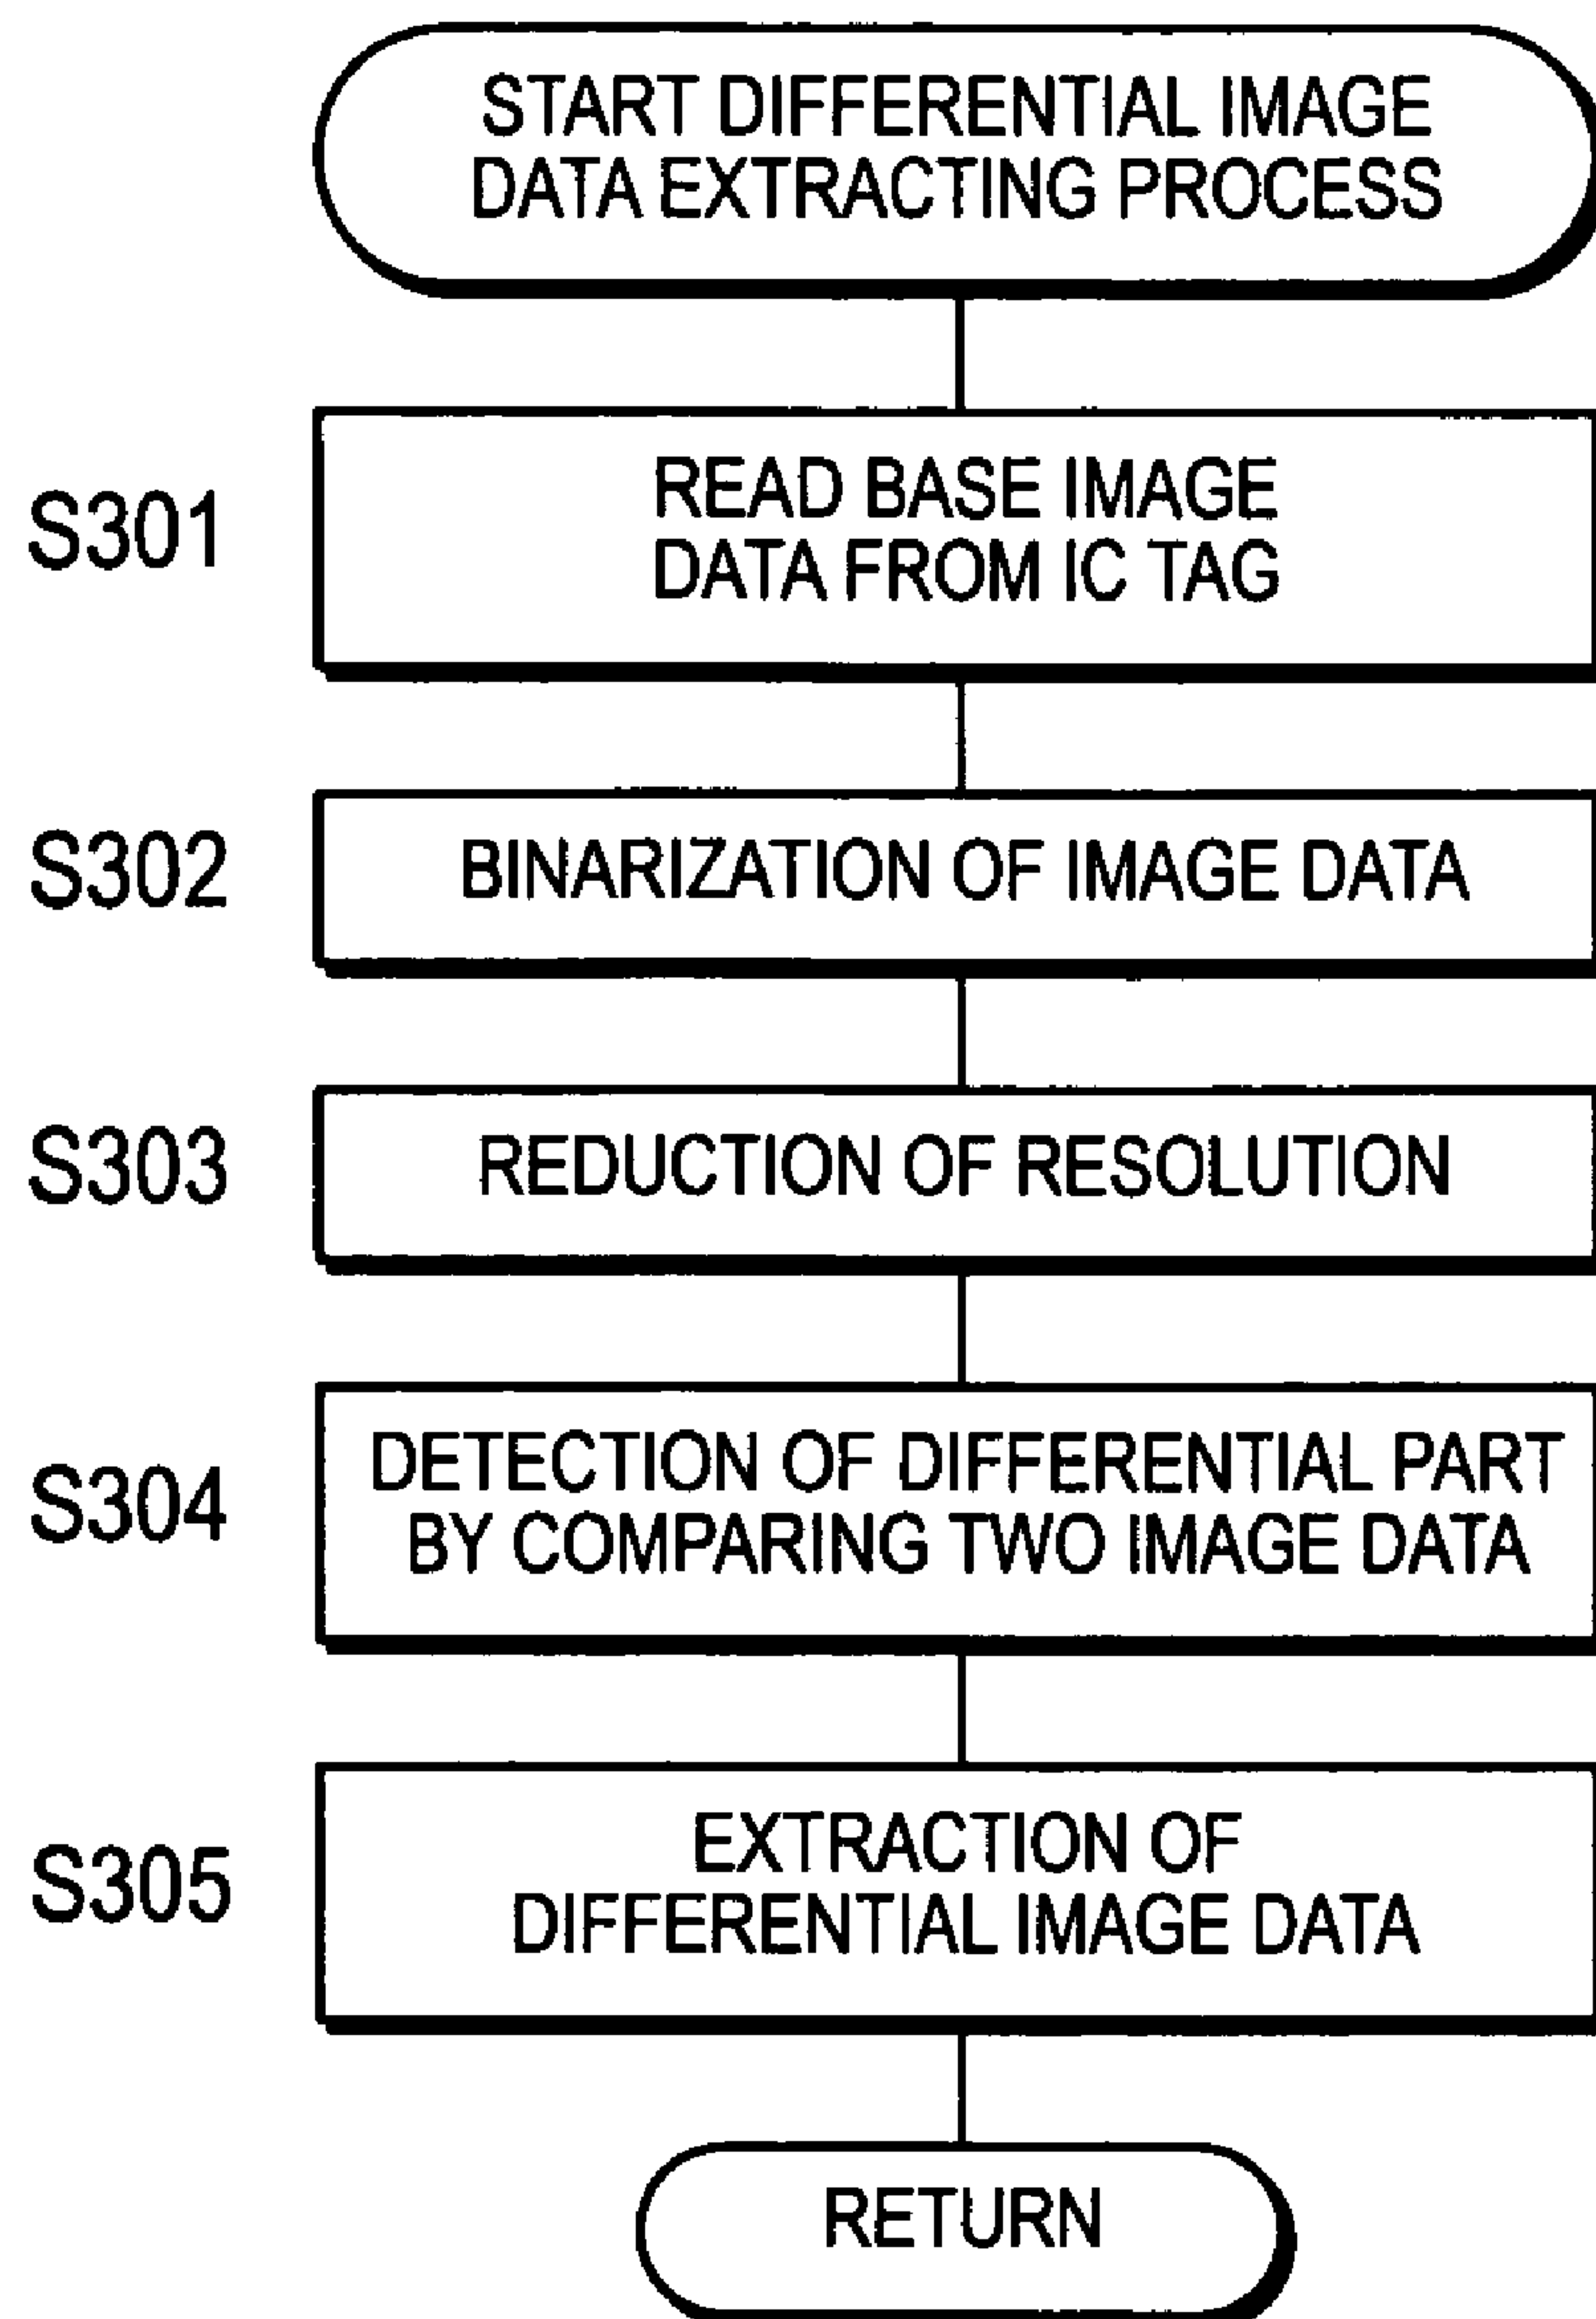 START DIFFERENTIAL IMAGE
DATA EXTRACTING PROCESS
S301
READ BASE IMAGE
DATA FROM IC TAG
S302
BINARIZATION OF IMAGE DATA
S303
REDUCTION OF RESOLUTION
S304
DETECTION OF DIFFERENTIAL PART
BY COMPARING TWO IMAGE DATA
S305
EXTRACTION OF
DIFFERENTIAL IMAGE DATA
RETURN